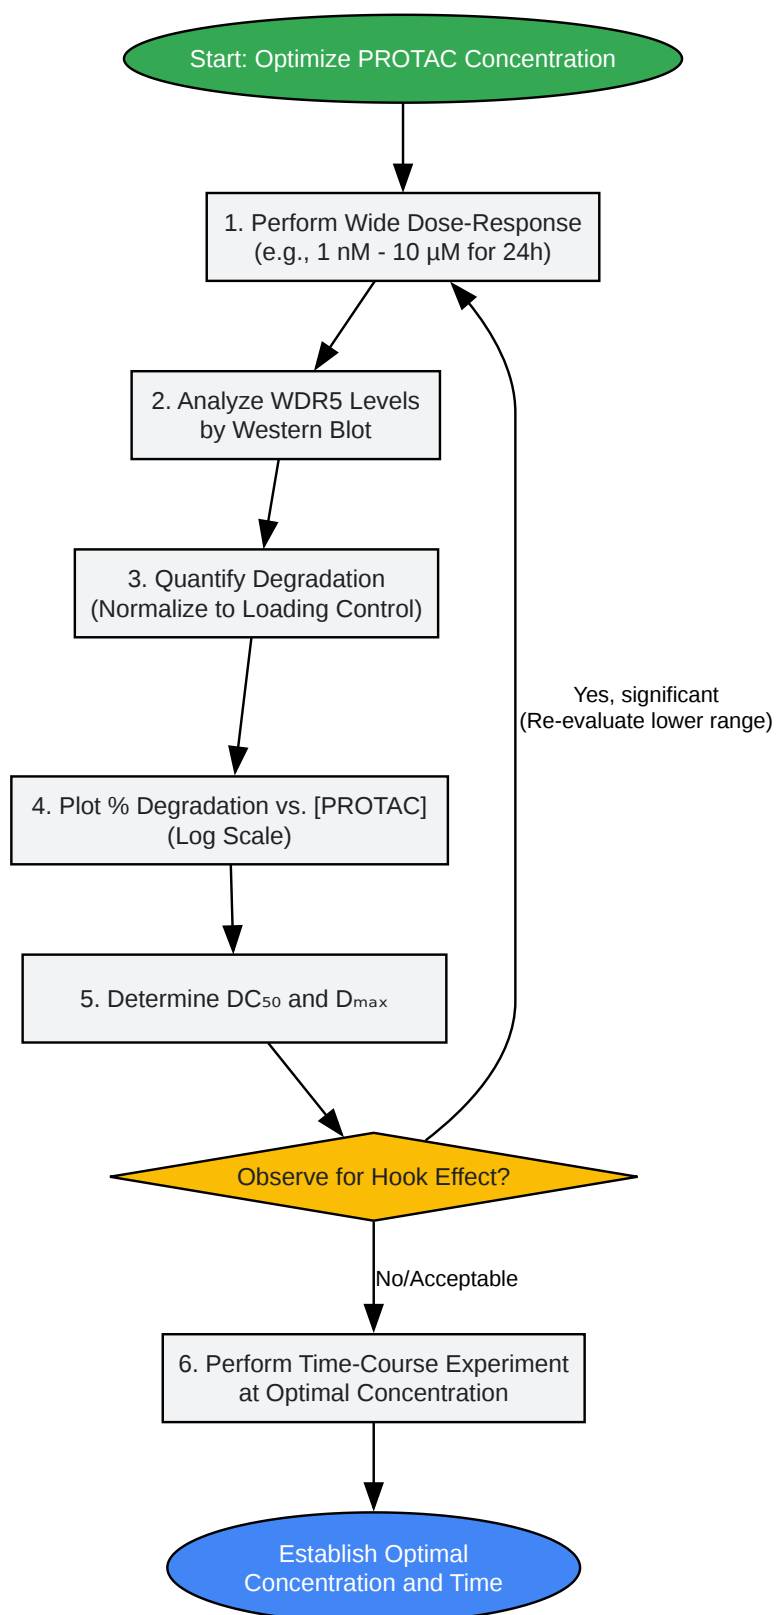 Start: Optimize PROTAC Concentration
1. Perform Wide Dose-Response
(e.g., 1 nM - 10 µM for 24h)
2. Analyze WDR5 Levels
by Western Blot
3. Quantify Degradation
(Normalize to Loading Control)
Yes, significant
(Re-evaluate lower range)
4. Plot % Degradation vs. [PROTAC]
(Log Scale)
5. Determine DC₅₀ and Dₘₐₓ
Observe for Hook Effect?
No/Acceptable
6. Perform Time-Course Experiment
at Optimal Concentration
Establish Optimal
Concentration and Time